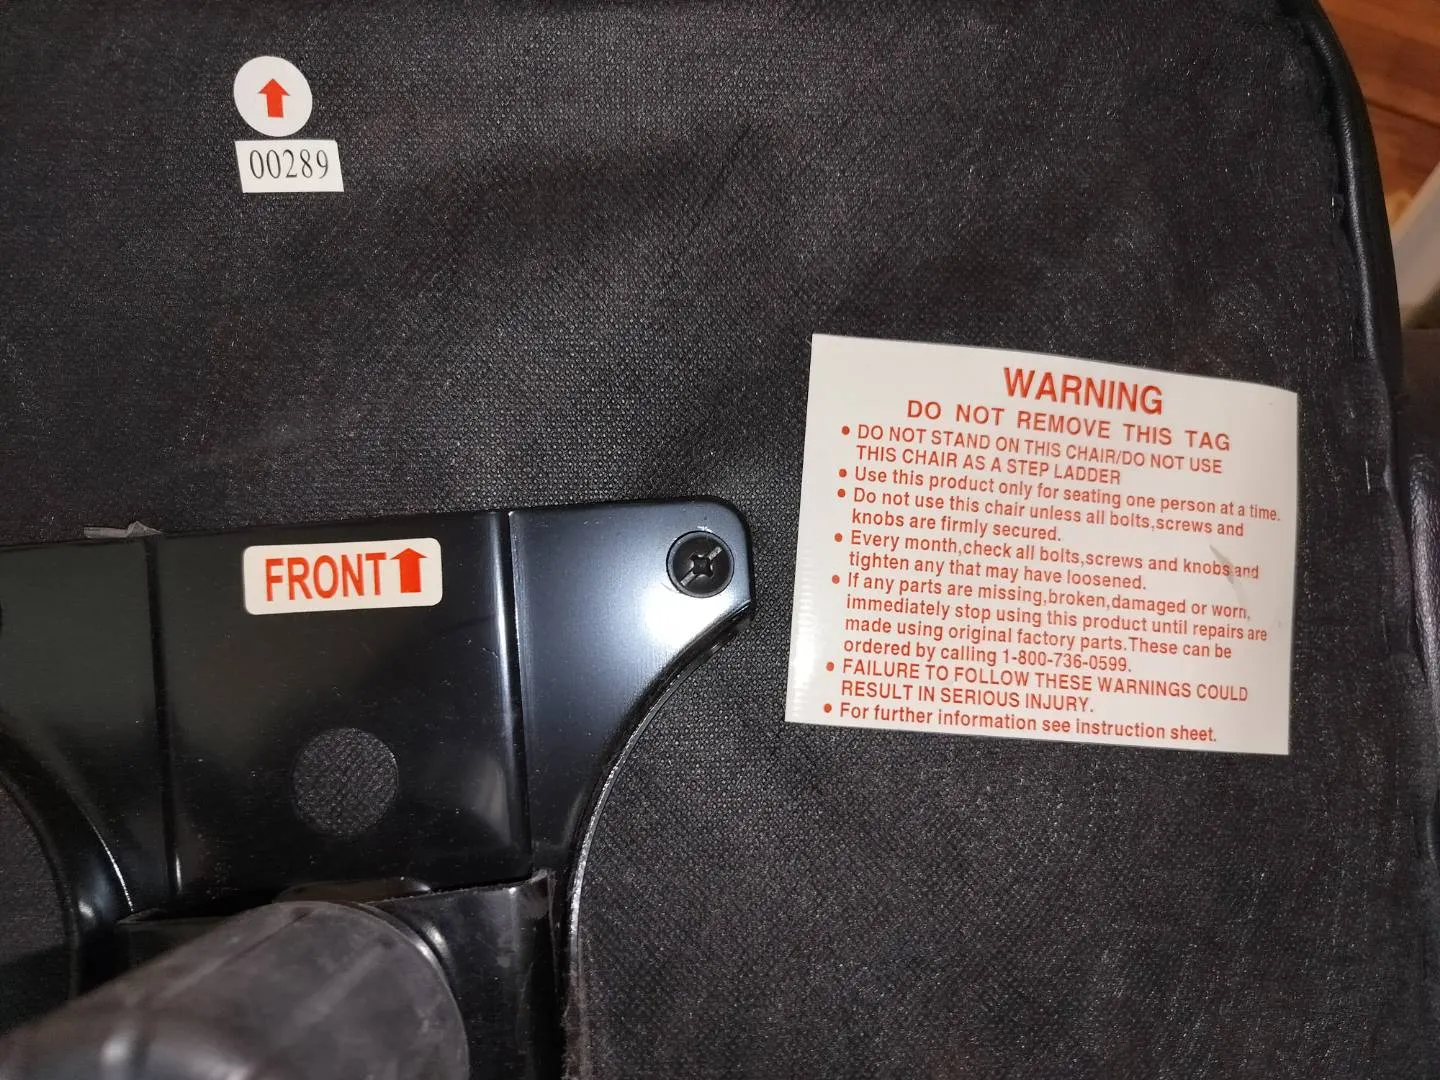 00289
FRONT
WARNING
DO NOT REMOVE THIS TAG
• DO NOT STAND ON THIS CHAIR/DO NOT USE
THIS CHAIR AS A STEP LADDER
• Use this product only for seating one person at a time.
• Do not use this chair unless all bolts,screws and
knobs are firmly secured.
• Every month,check all bolts,screws and knobs and
tighten any that may have loosened.
• If any parts are missing,broken,damaged or worn,
immediately stop using this product until repairs are
made using original factory parts.These can be
ordered by calling 1-800-736-0599.
• FAILURE TO FOLLOW THESE WARNINGS COULD
RESULT IN SERIOUS INJURY.
• For further information see instruction sheet.